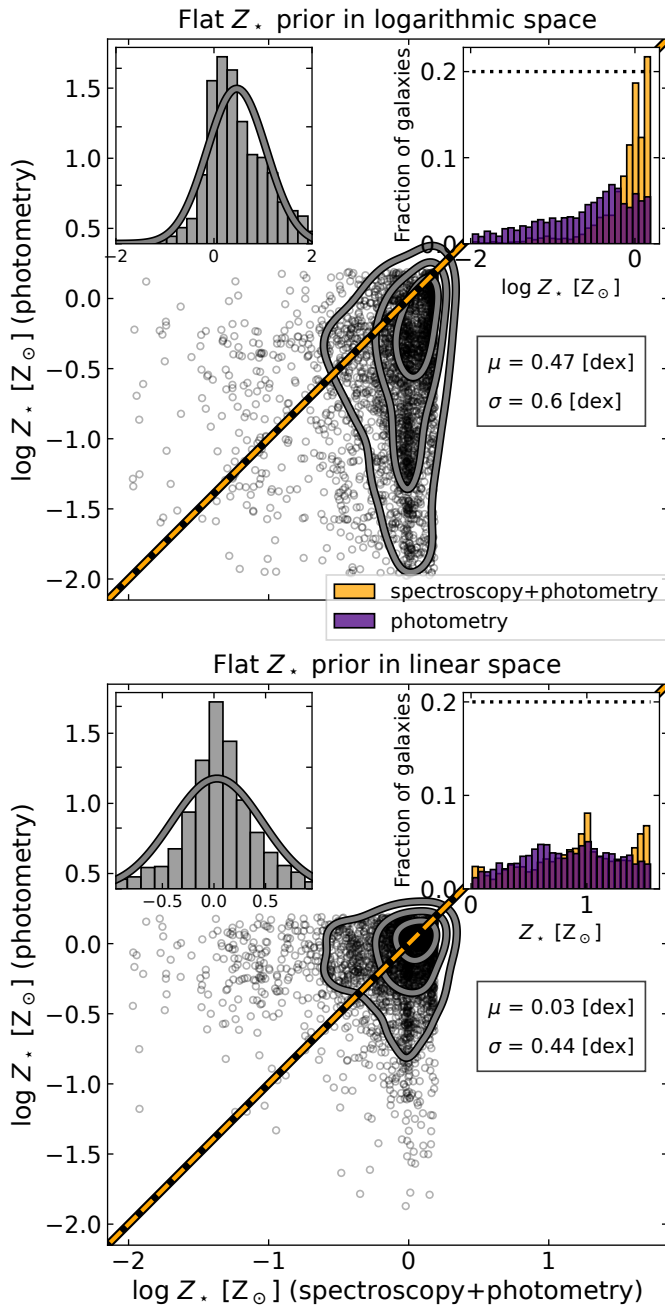 Flat Z⋆ prior in logarithmic space
log Z⋆ [Z⊙] (photometry)
1.5
1.0
0.5
0.0
−0.5
−1.0
−1.5
−2.0
−2 0 2
Fraction of galaxies
0.2
0.1
0.0
−2 0
log Z⋆ [Z⊙]
μ = 0.47 [dex]
σ = 0.6 [dex]
spectroscopy+photometry
photometry
Flat Z⋆ prior in linear space
log Z⋆ [Z⊙] (photometry)
1.5
1.0
0.5
0.0
−0.5
−1.0
−1.5
−2.0
−0.5 0.0 0.5
Fraction of galaxies
0.2
0.1
0.0
0 1
Z⋆ [Z⊙]
μ = 0.03 [dex]
σ = 0.44 [dex]
−2 −1 0 1
log Z⋆ [Z⊙] (spectroscopy+photometry)